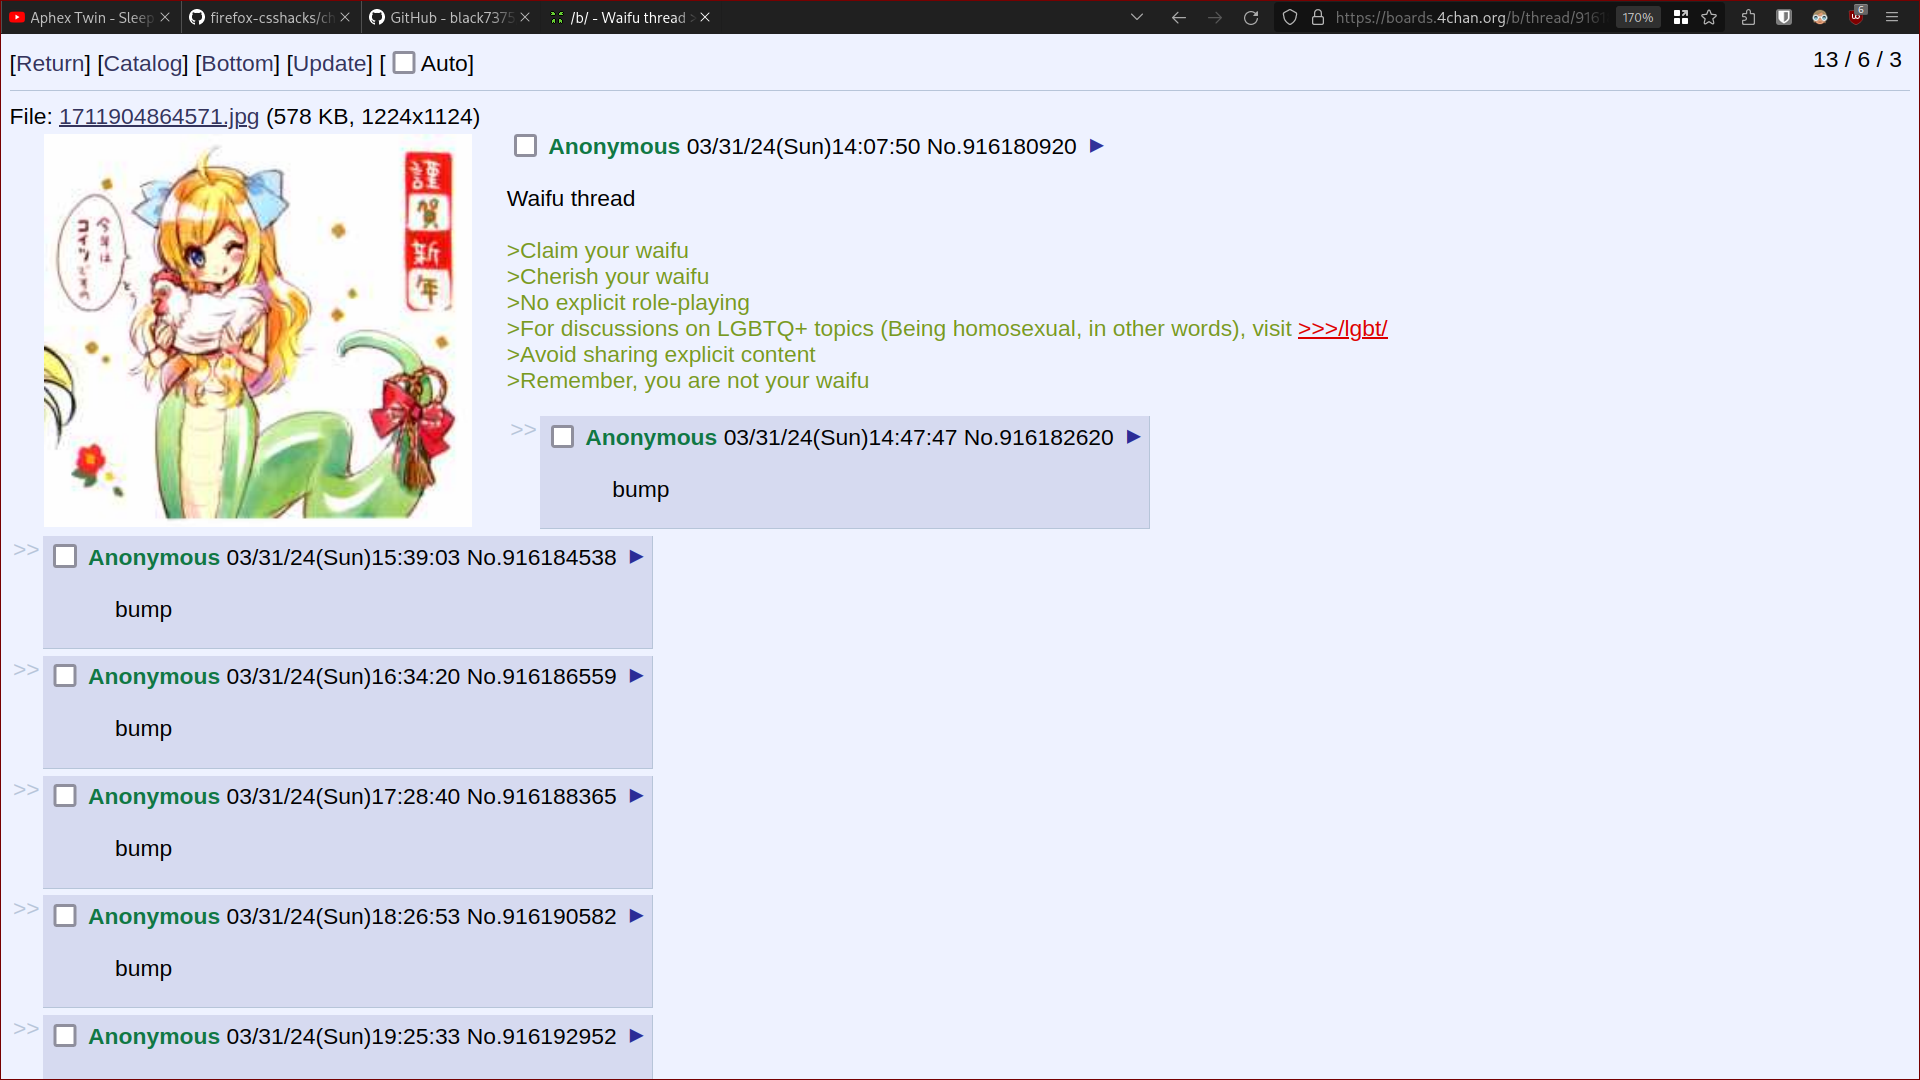 Aphex Twin - Sleep
firefox-csshacks/ch
GitHub - black7375
/b/ - Waifu thread >
https://boards.4chan.org/b/thread/9161
170%
6
[Return] [Catalog] [Bottom] [Update] [ Auto]
13 / 6 / 3
File: 1711904864571.jpg (578 KB, 1224x1124)
謹
賀
新
年
今年は
コイツですの
Anonymous 03/31/24(Sun)14:07:50 No.916180920 ▶
Waifu thread
>Claim your waifu
>Cherish your waifu
>No explicit role-playing
>For discussions on LGBTQ+ topics (Being homosexual, in other words), visit >>>/lgbt/
>Avoid sharing explicit content
>Remember, you are not your waifu
>> Anonymous 03/31/24(Sun)14:47:47 No.916182620 ▶
bump
>> Anonymous 03/31/24(Sun)15:39:03 No.916184538 ▶
bump
>> Anonymous 03/31/24(Sun)16:34:20 No.916186559 ▶
bump
>> Anonymous 03/31/24(Sun)17:28:40 No.916188365 ▶
bump
>> Anonymous 03/31/24(Sun)18:26:53 No.916190582 ▶
bump
>> Anonymous 03/31/24(Sun)19:25:33 No.916192952 ▶